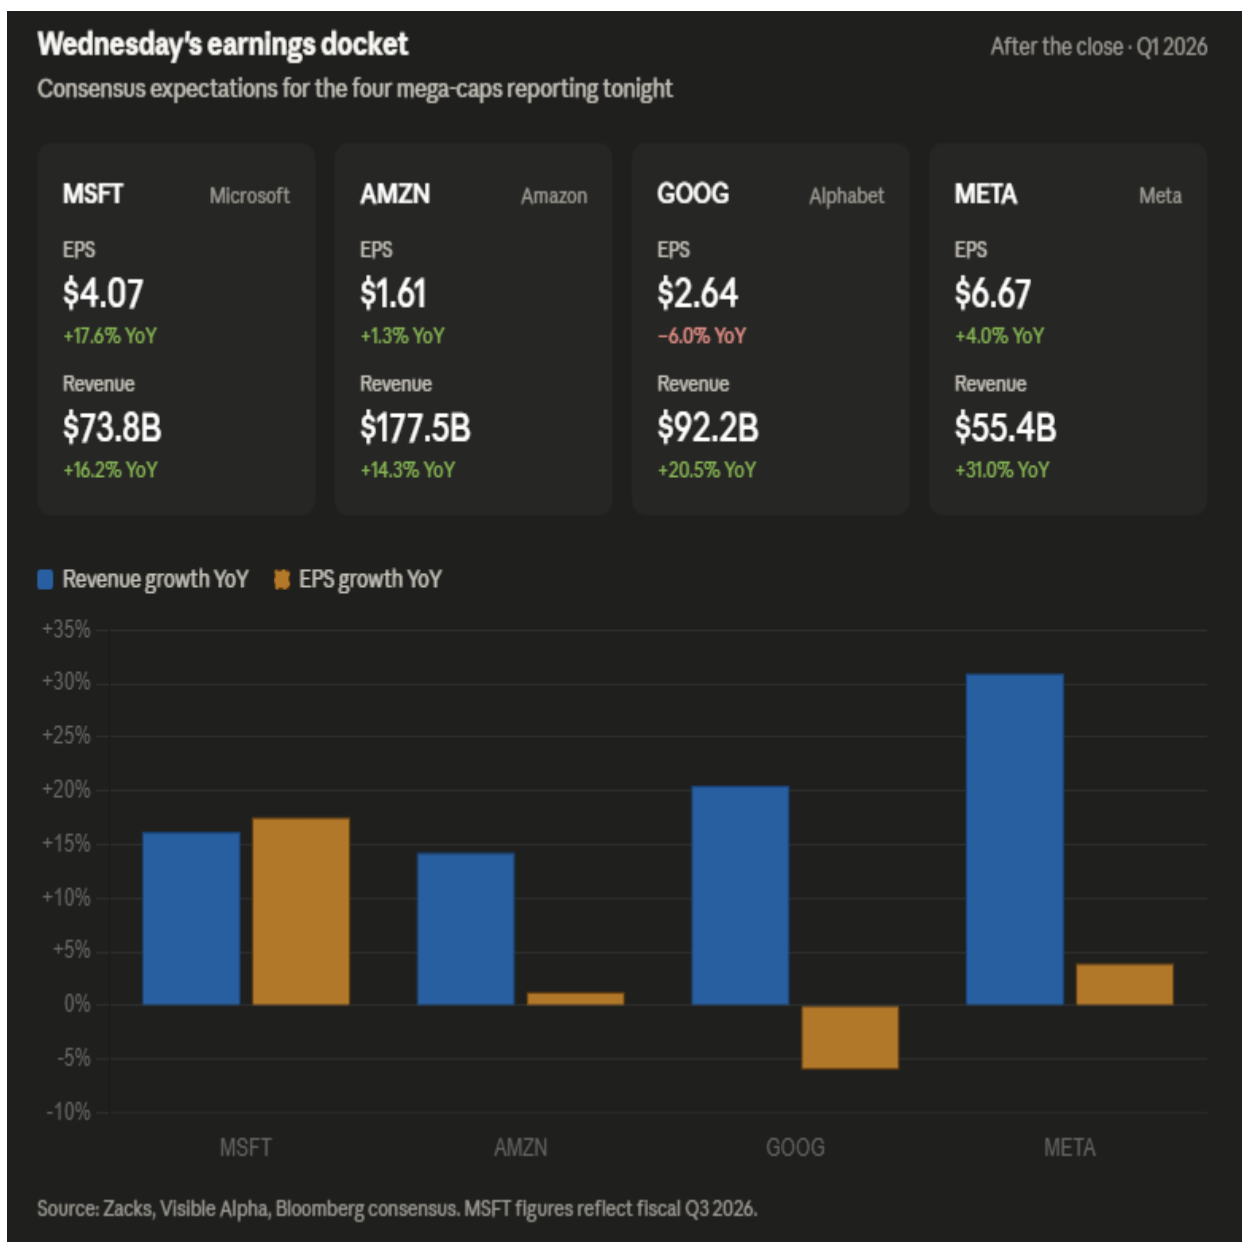 Wednesday's earnings docket
After the close · Q1 2026
Consensus expectations for the four mega-caps reporting tonight
MSFT Microsoft
EPS
$4.07
+17.6% YoY
Revenue
$73.8B
+16.2% YoY
AMZN Amazon
EPS
$1.61
+1.3% YoY
Revenue
$177.5B
+14.3% YoY
GOOG Alphabet
EPS
$2.64
−6.0% YoY
Revenue
$92.2B
+20.5% YoY
META Meta
EPS
$6.67
+4.0% YoY
Revenue
$55.4B
+31.0% YoY
Revenue growth YoY EPS growth YoY
+35%
+30%
+25%
+20%
+15%
+10%
+5%
0%
-5%
-10%
MSFT AMZN GOOG META
Source: Zacks, Visible Alpha, Bloomberg consensus. MSFT figures reflect fiscal Q3 2026.